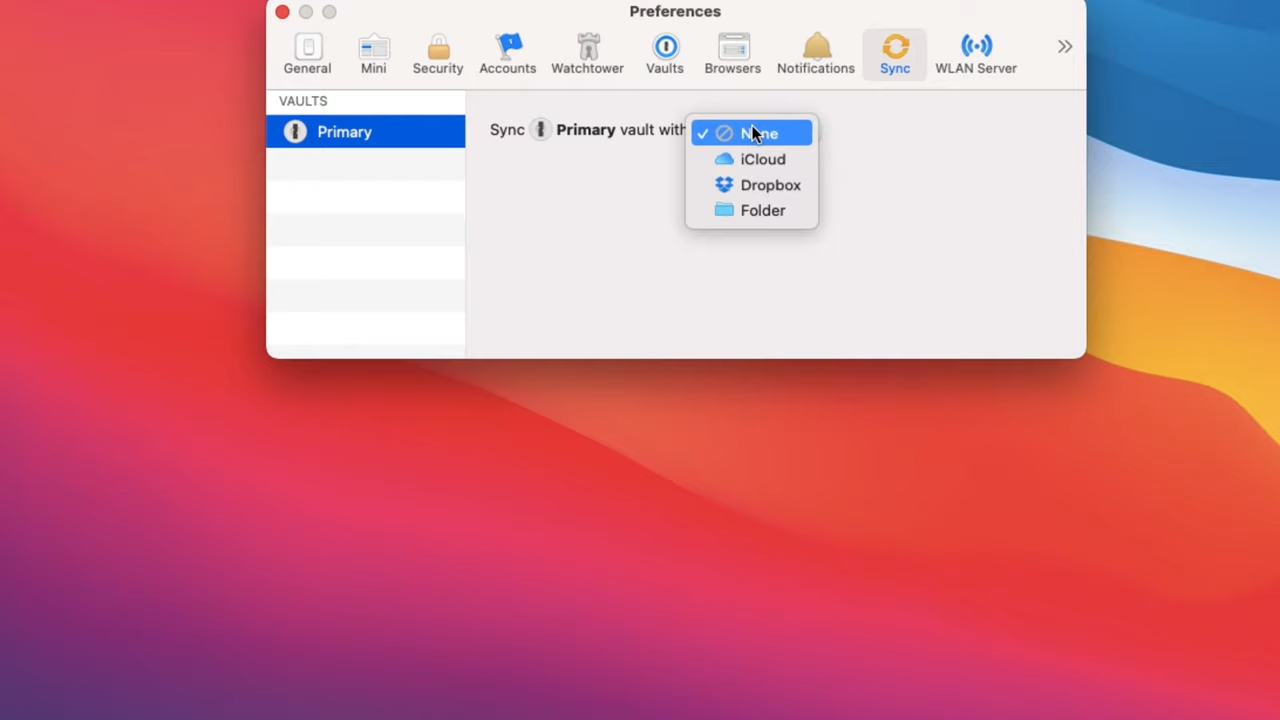 Preferences
General Mini Security Accounts Watchtower Vaults Browsers Notifications Sync WLAN Server
VAULTS
Primary
Sync Primary vault with
None
iCloud
Dropbox
Folder